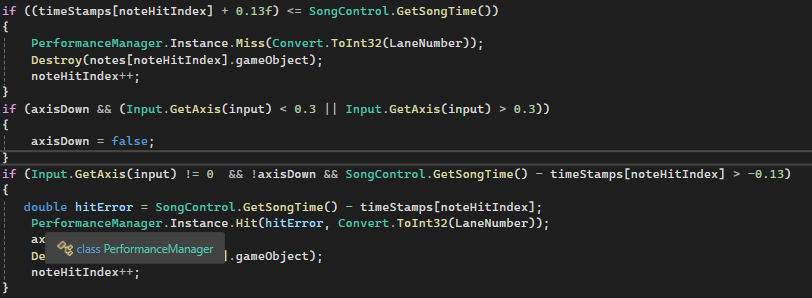 if ((timeStamps[noteHitIndex] + 0.13f) <= SongControl.GetSongTime())
{
PerformanceManager.Instance.Miss(Convert.ToInt32(LaneNumber));
Destroy(notes[noteHitIndex].gameObject);
noteHitIndex++;
}
if (axisDown && (Input.GetAxis(input) < 0.3 || Input.GetAxis(input) > 0.3))
{
axisDown = false;
}
if (Input.GetAxis(input) != 0  && !axisDown && SongControl.GetSongTime() - timeStamps[noteHitIndex] > -0.13)
{
double hitError = SongControl.GetSongTime() - timeStamps[noteHitIndex];
PerformanceManager.Instance.Hit(hitError, Convert.ToInt32(LaneNumber));
ax
class PerformanceManager
De ].gameObject);
noteHitIndex++;
}